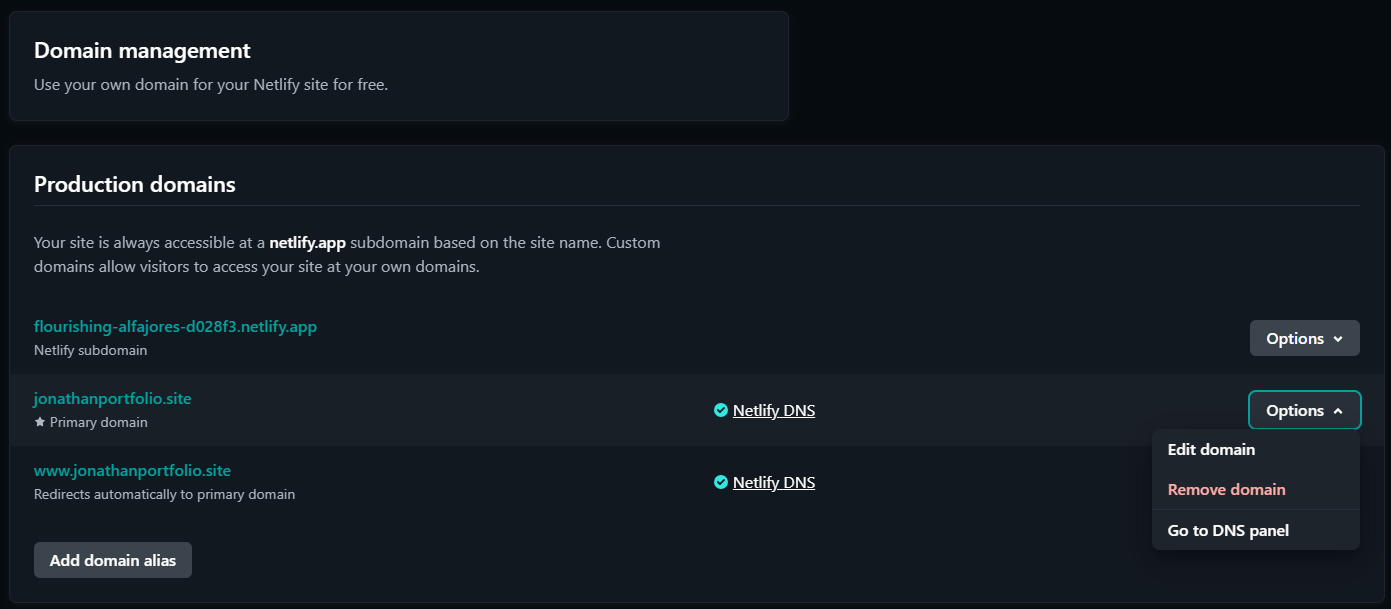 Domain management
Use your own domain for your Netlify site for free.
Production domains
Your site is always accessible at a netlify.app subdomain based on the site name. Custom
domains allow visitors to access your site at your own domains.
flourishing-alfajores-d028f3.netlify.app
Netlify subdomain
Options
jonathanportfolio.site
Primary domain
Netlify DNS
Options
Edit domain
Remove domain
Go to DNS panel
www.jonathanportfolio.site
Redirects automatically to primary domain
Netlify DNS
Add domain alias